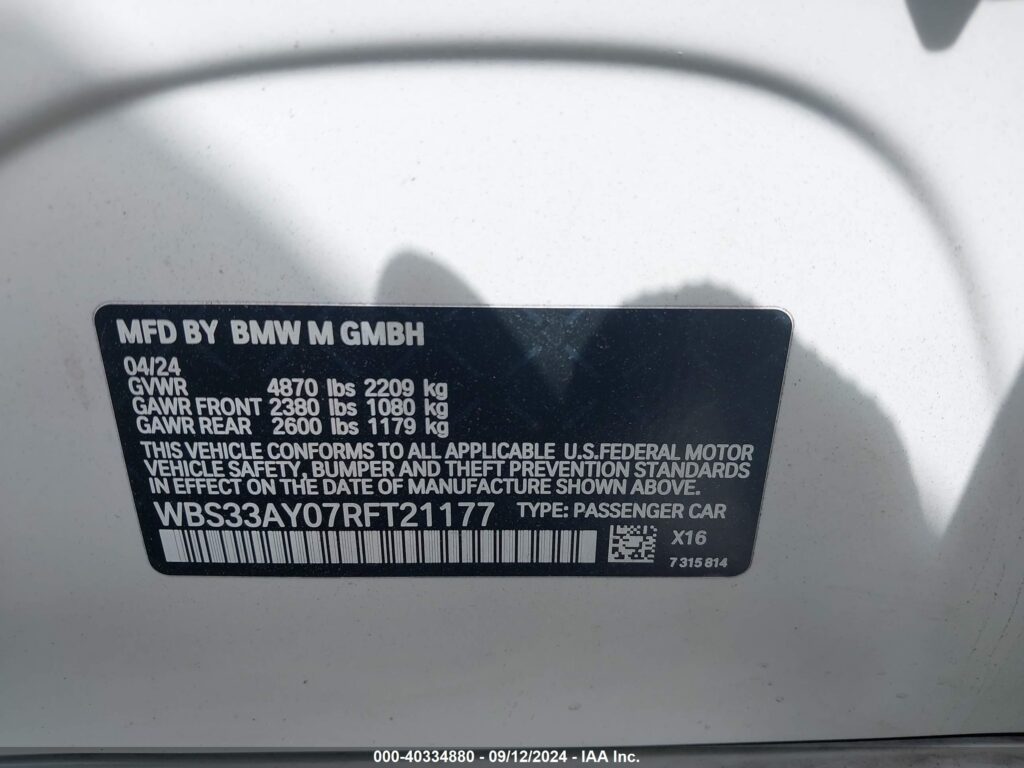 MFD BY BMW M GMBH
04/24
GVWR 4870 lbs 2209 kg
GAWR FRONT 2380 lbs 1080 kg
GAWR REAR 2600 lbs 1179 kg
THIS VEHICLE CONFORMS TO ALL APPLICABLE U.S.FEDERAL MOTOR
VEHICLE SAFETY, BUMPER AND THEFT PREVENTION STANDARDS
IN EFFECT ON THE DATE OF MANUFACTURE SHOWN ABOVE.
WBS33AY07RFT21177 TYPE: PASSENGER CAR
X16
7 315 814
000-40334880 - 09/12/2024 - IAA Inc.